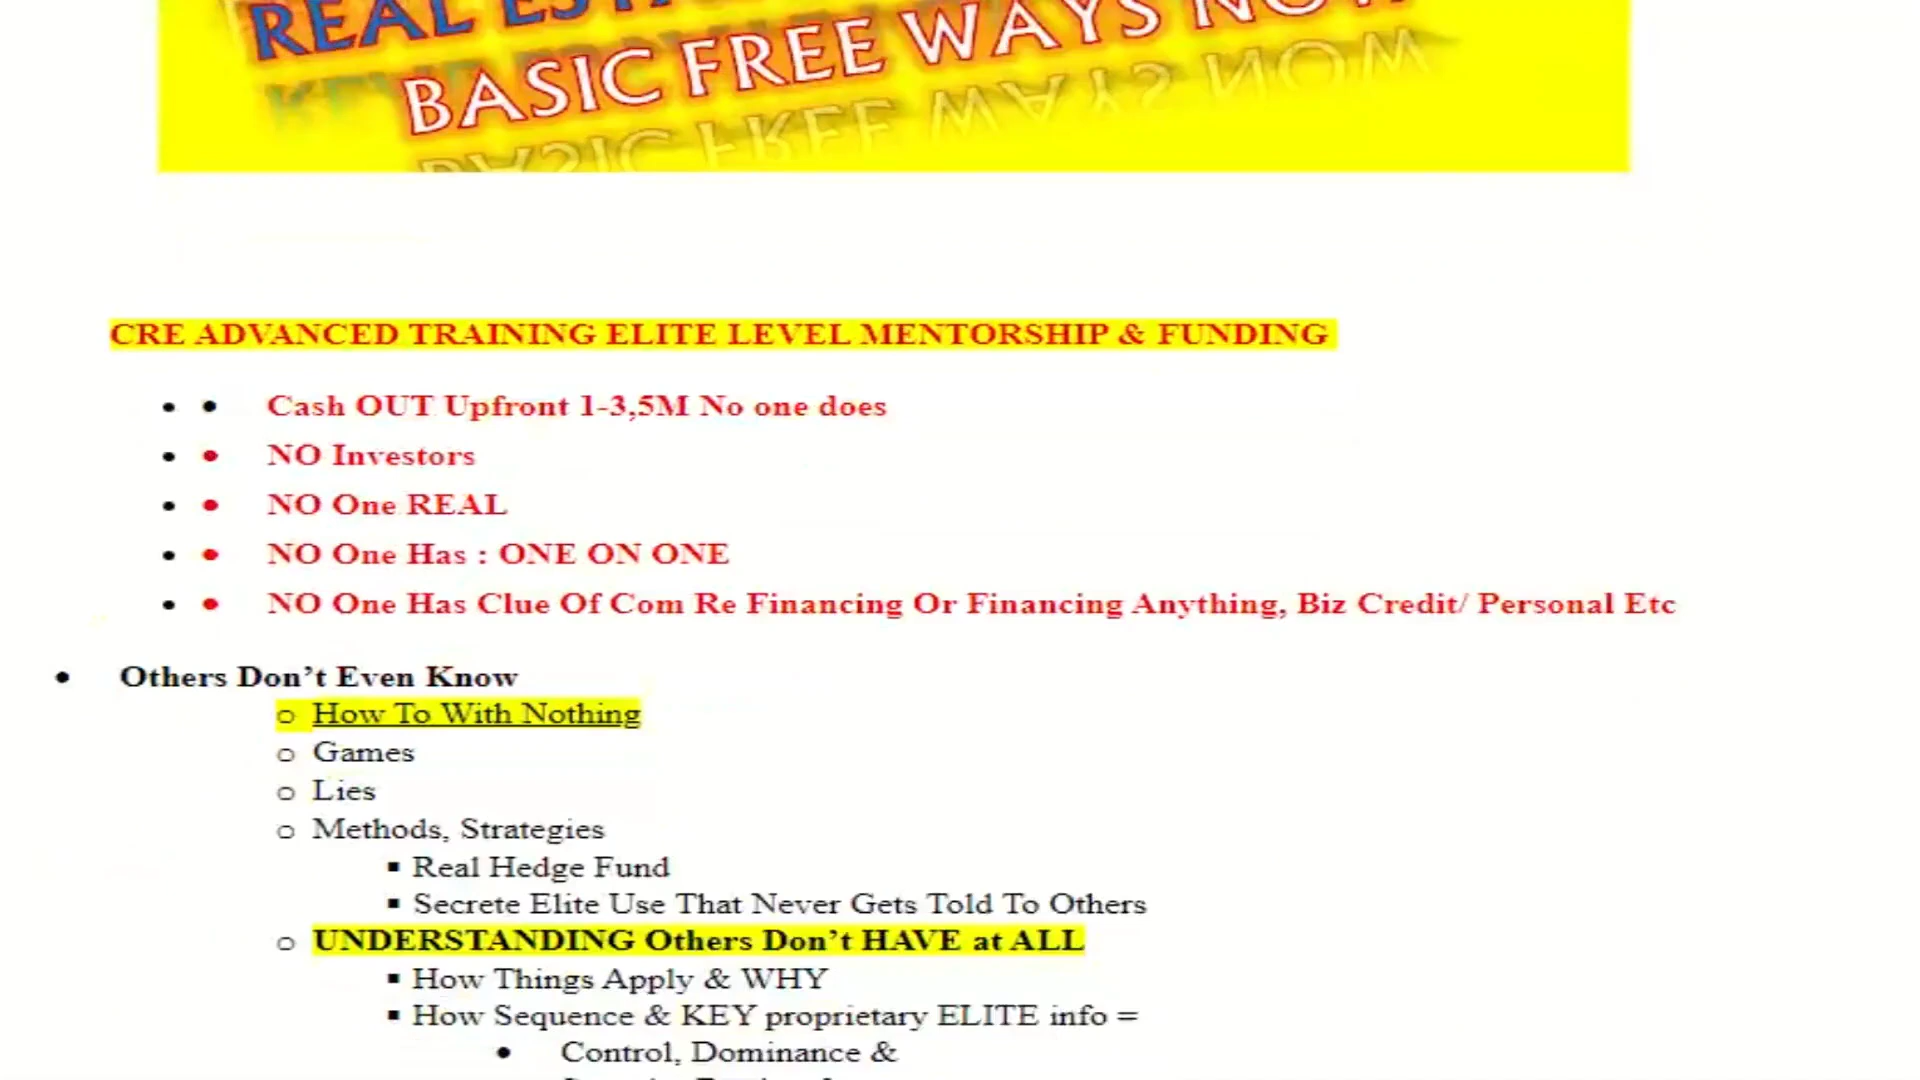 REAL
BASIC FREE WAYS NOW
CRE ADVANCED TRAINING ELITE LEVEL MENTORSHIP & FUNDING
Cash OUT Upfront 1-3,5M No one does
NO Investors
NO One REAL
NO One Has : ONE ON ONE
NO One Has Clue Of Com Re Financing Or Financing Anything, Biz Credit/ Personal Etc
Others Don't Even Know
How To With Nothing
Games
Lies
Methods, Strategies
Real Hedge Fund
Secrete Elite Use That Never Gets Told To Others
UNDERSTANDING Others Don't HAVE at ALL
How Things Apply & WHY
How Sequence & KEY proprietary ELITE info =
Control, Dominance &